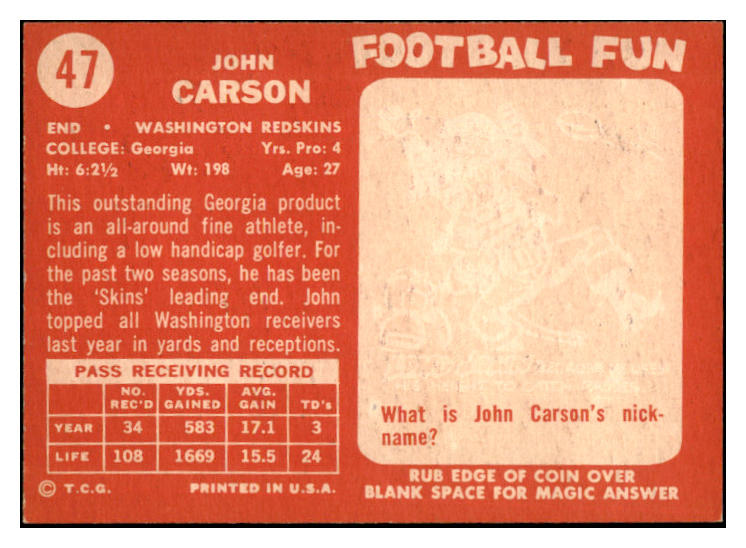 47
JOHN
CARSON
END • WASHINGTON REDSKINS
COLLEGE: Georgia Yrs. Pro: 4
Ht: 6:2½ Wt: 198 Age: 27
This outstanding Georgia product
is an all-around fine athlete, in-
cluding a low handicap golfer. For
the past two seasons, he has been
the 'Skins' leading end. John
topped all Washington receivers
last year in yards and receptions.
PASS RECEIVING RECORD
NO. REC'D YDS. GAINED AVG. GAIN TD's
YEAR 34 583 17.1 3
LIFE 108 1669 15.5 24
© T.C.G. PRINTED IN U.S.A.
FOOTBALL FUN
What is John Carson's nick-
name?
RUB EDGE OF COIN OVER
BLANK SPACE FOR MAGIC ANSWER